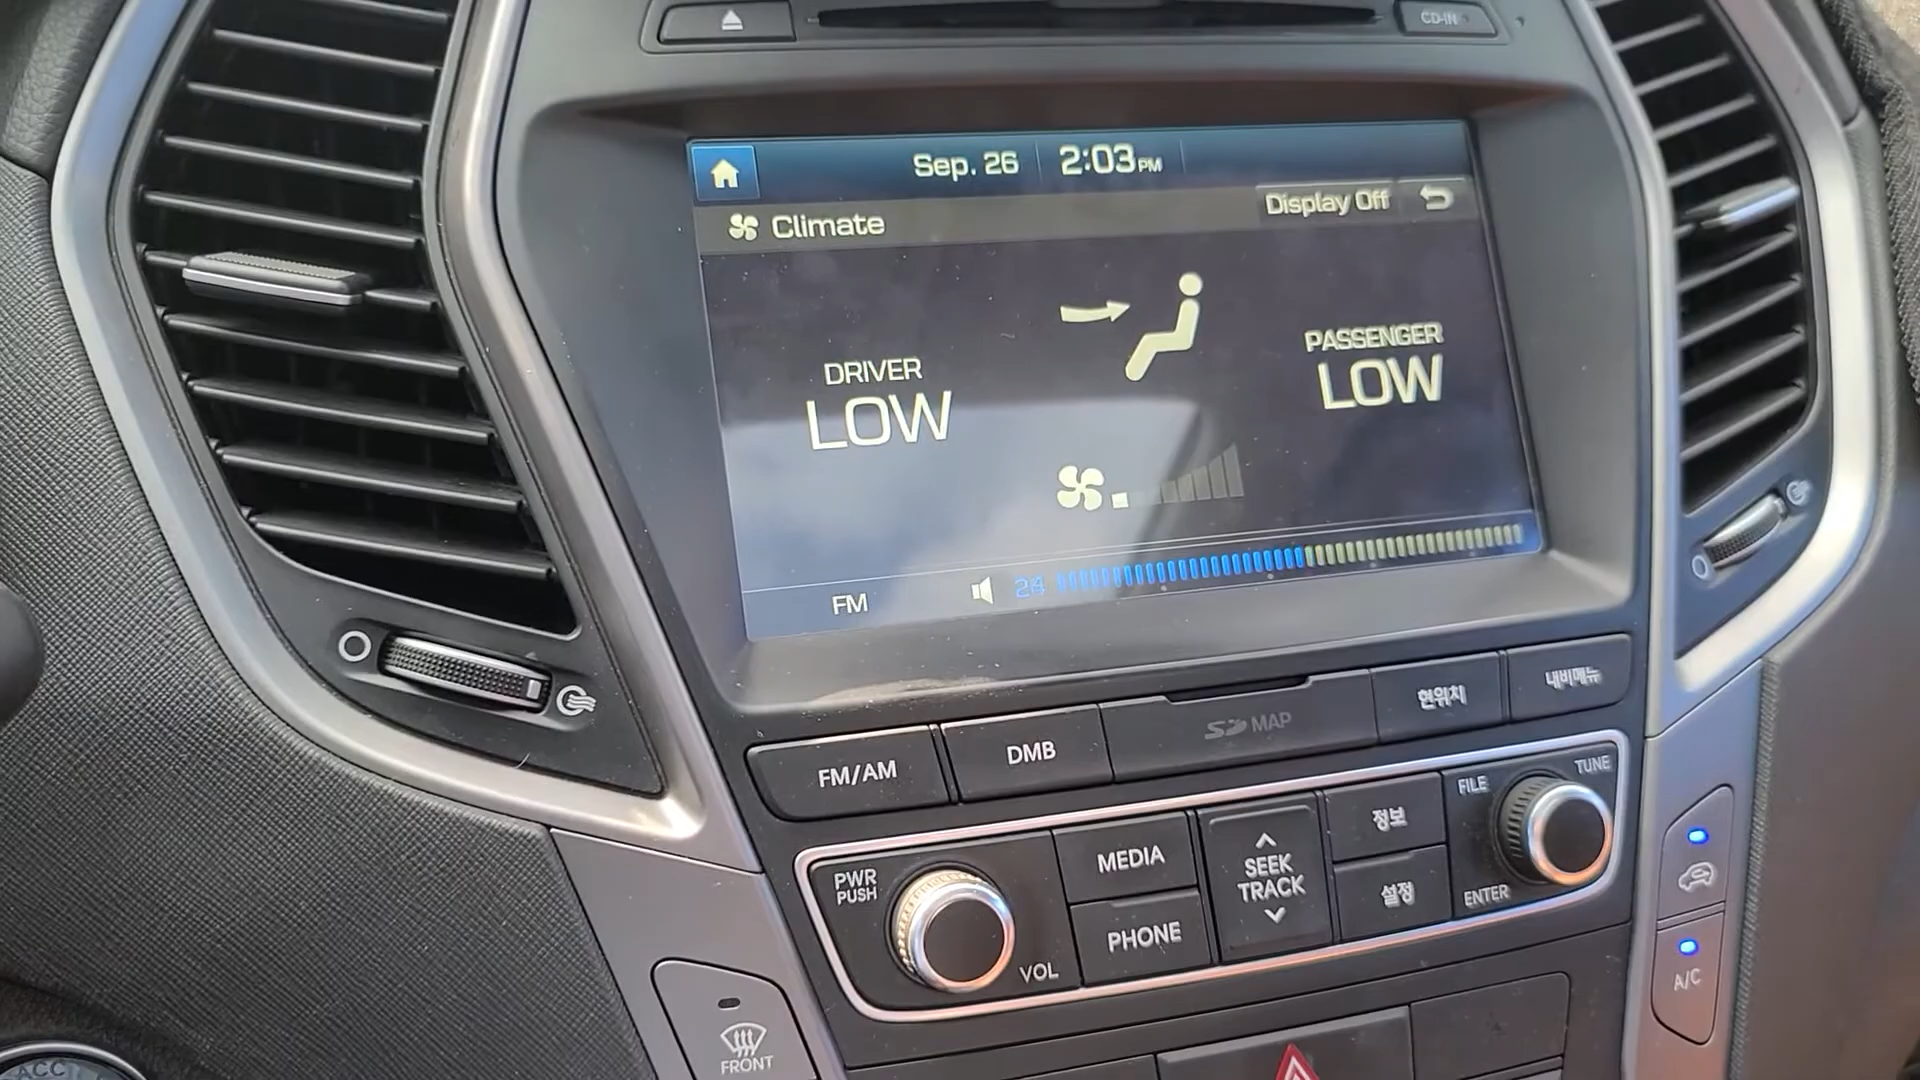 CD-IN
Sep. 26 2:03 PM
Climate
Display Off
DRIVER
LOW
PASSENGER
LOW
FM
24
FM/AM
DMB
SD MAP
현위치
내비메뉴
PWR
PUSH
VOL
MEDIA
PHONE
SEEK
TRACK
정보
설정
FILE
TUNE
ENTER
A/C
FRONT
ACC